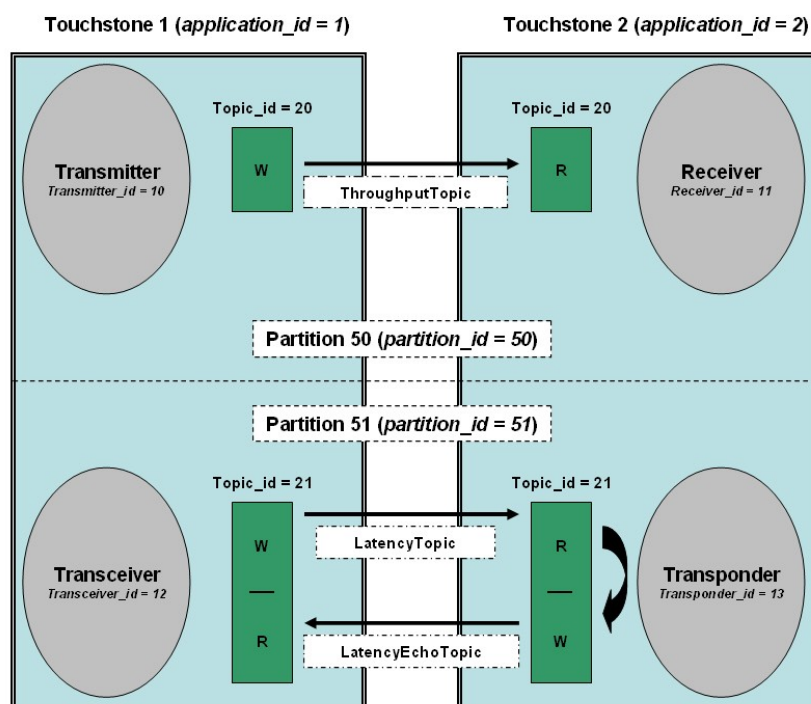 Touchstone 1 (application_id = 1)
Touchstone 2 (application_id = 2)
Topic_id = 20
Topic_id = 20
Transmitter
Transmitter_id = 10
W
R
Receiver
Receiver_id = 11
ThroughputTopic
Partition 50 (partition_id = 50)
Partition 51 (partition_id = 51)
Topic_id = 21
Topic_id = 21
W
LatencyTopic
R
Transceiver
Transceiver_id = 12
Transponder
Transponder_id = 13
R
LatencyEchoTopic
W